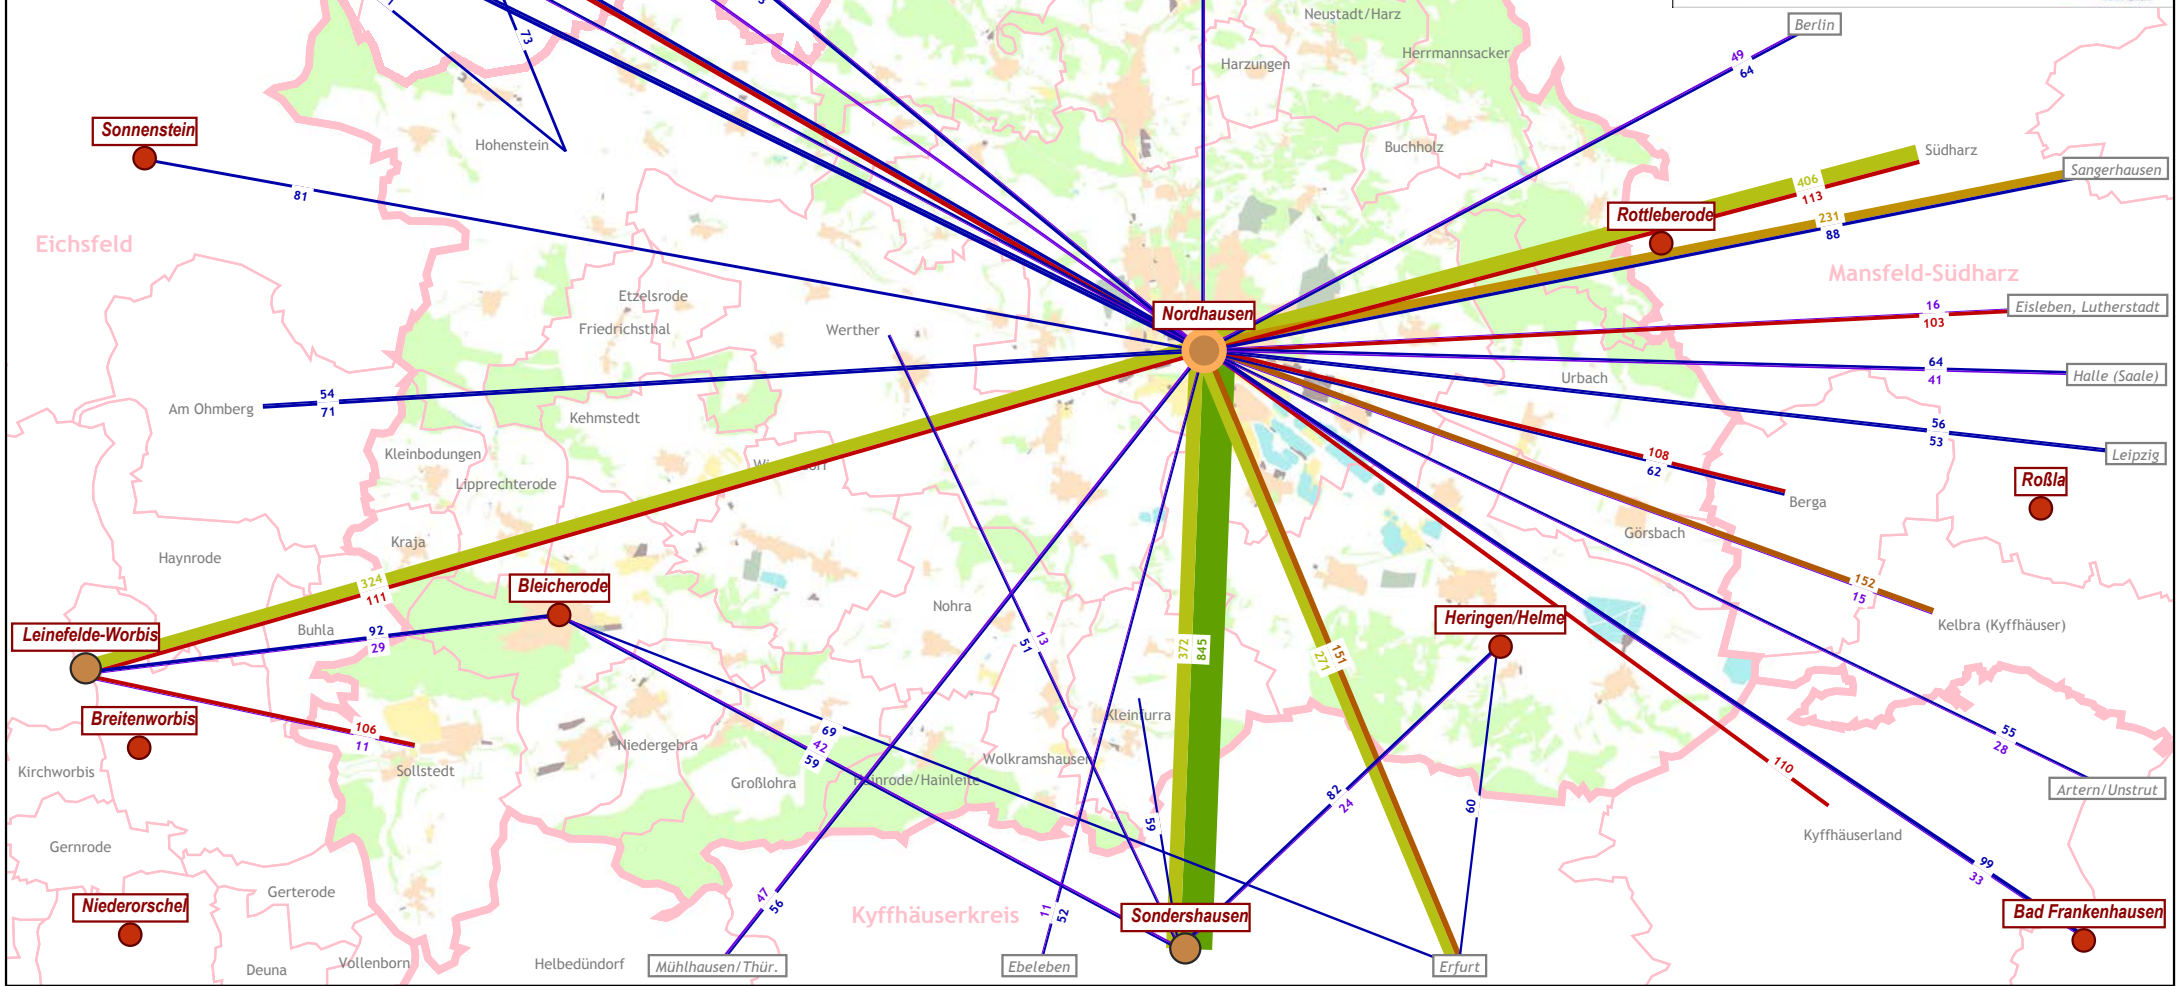 Neustadt/Harz
Berlin
73
Herrmannsacker
Harzungen
49
64
Sonnenstein
Hohenstein
Buchholz
Südharz
Sangerhausen
81
406
113
Rottleberode
231
88
Eichsfeld
Mansfeld-Südharz
Etzelsrode
Nordhausen
16
103
Eisleben, Lutherstadt
Friedrichsthal
Werther
64
41
Halle (Saale)
Urbach
54
71
Am Ohmberg
Kehmstedt
56
53
Leipzig
Kleinbodungen
108
62
Lipprechterode
Roßla
Berga
Kraja
Görsbach
Haynrode
324
111
Bleicherode
152
15
Nohra
Heringen/Helme
Kelbra (Kyffhäuser)
Leinefelde-Worbis
Buhla
92
29
13
51
372
845
151
271
Breitenworbis
106
11
Kleinfurra
69
42
59
55
28
Niedergebra
Wolkramshausen
Kirchworbis
Sollstedt
Großlohra
Hainrode/Hainleite
110
Artern/Unstrut
82
24
60
59
Kyffhäuserland
Gernrode
99
33
Gerterode
47
56
11
52
Niederorschel
Kyffhäuserkreis
Sondershausen
Bad Frankenhausen
Deuna
Vollenborn
Helbedündorf
Mühlhausen/Thür.
Ebeleben
Erfurt